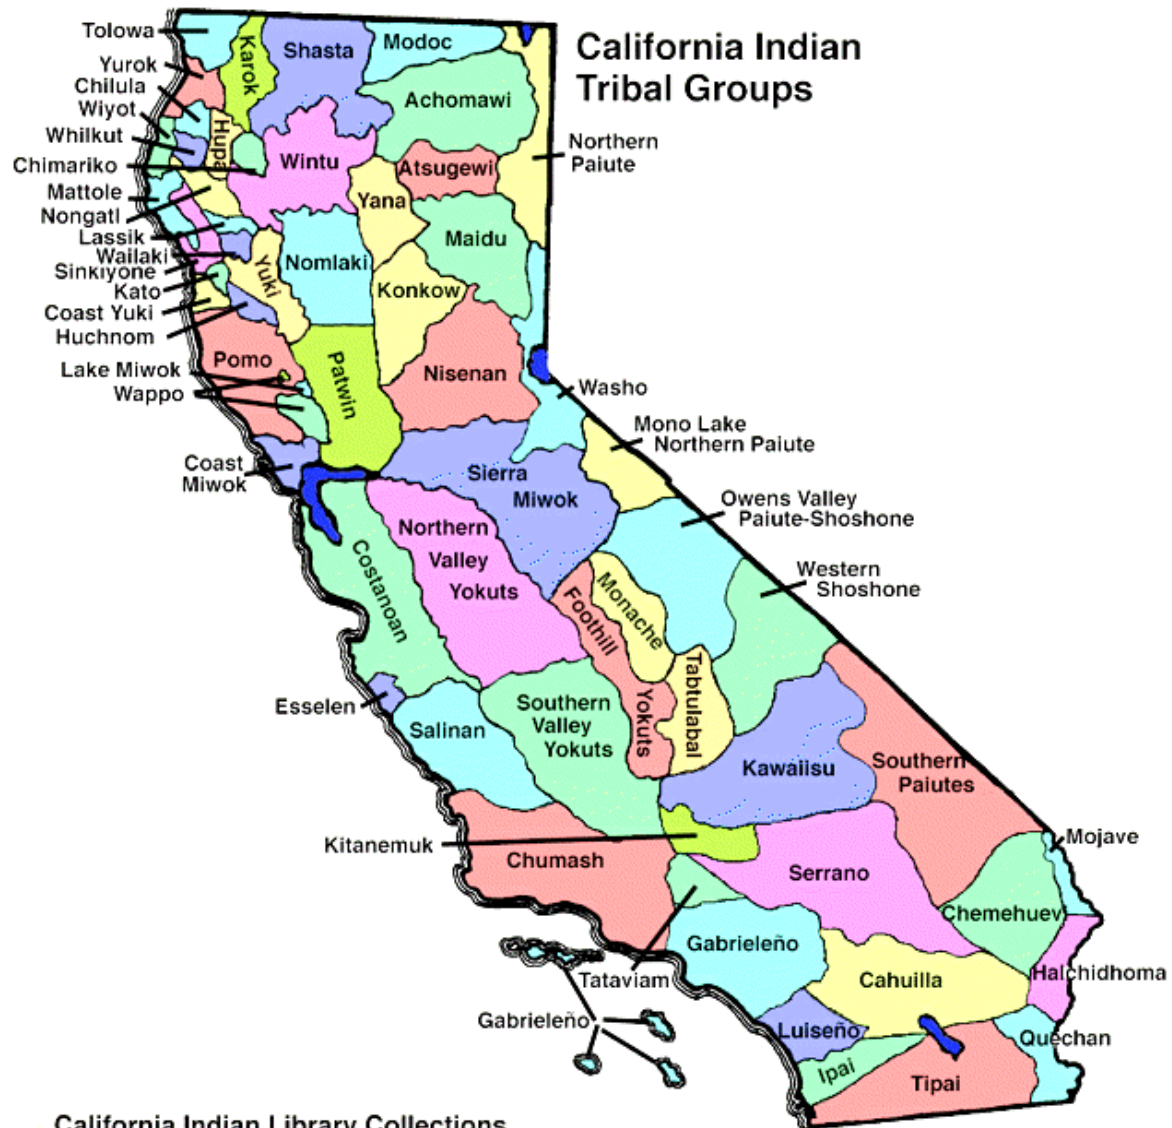 California Indian
Tribal Groups
Tolowa
Karok
Shasta
Modoc
Yurok
Chilula
Wiyot
Whilkut
Chimariko
Hupa
Wintu
Achomawi
Atsugewi
Northern
Paiute
Mattole
Nongatl
Lassik
Wailaki
Sinkiyone
Kato
Coast Yuki
Huchnom
Yana
Maidu
Yuki
Nomlaki
Konkow
Pomo
Lake Miwok
Wappo
Patwin
Nisenan
Washo
Mono Lake
Northern Paiute
Coast
Miwok
Sierra
Miwok
Owens Valley
Paiute-Shoshone
Northern
Valley
Yokuts
Costanoan
Western
Shoshone
Foothill
Yokuts
Monache
Tabtulabal
Esselen
Salinan
Southern
Valley
Yokuts
Kawaiisu
Southern
Paiutes
Kitanemuk
Chumash
Serrano
Mojave
Chemehuev
Gabrieleño
Tataviam
Cahuilla
Halchidhoma
Gabrieleño
Luiseño
Quechan
Ipai
Tipai
California Indian Library Collections